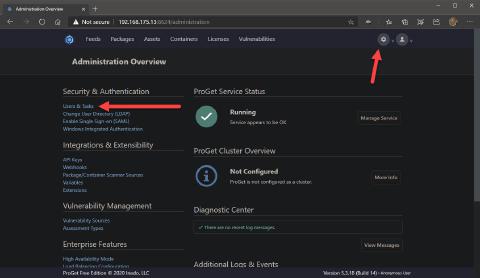 Administration Overview
Not secure | 192.168.175.13:8624/administration
Feeds Packages Assets Containers Licenses Vulnerabilities
Administration Overview
Security & Authentication
Users & Tasks
Change User Directory (LDAP)
Enable Single Sign-on (SAML)
Windows Integrated Authentication
Integrations & Extensibility
API Keys
Webhooks
Package/Container Scanner Sources
Variables
Extensions
Vulnerability Management
Vulnerability Sources
Assessment Types
Enterprise Features
High Availability Mode
Load Balancing Configuration
ProGet Service Status
Running
Service appears to be OK
Manage Service
ProGet Cluster Overview
Not Configured
ProGet is not configured as a cluster.
More Info
Diagnostic Center
There are no recent log messages.
View Messages
Additional Logs & Events
ProGet Free Edition © 2020 Inedo, LLC
Version 5.3.18 (Build 14) • Anonymous User